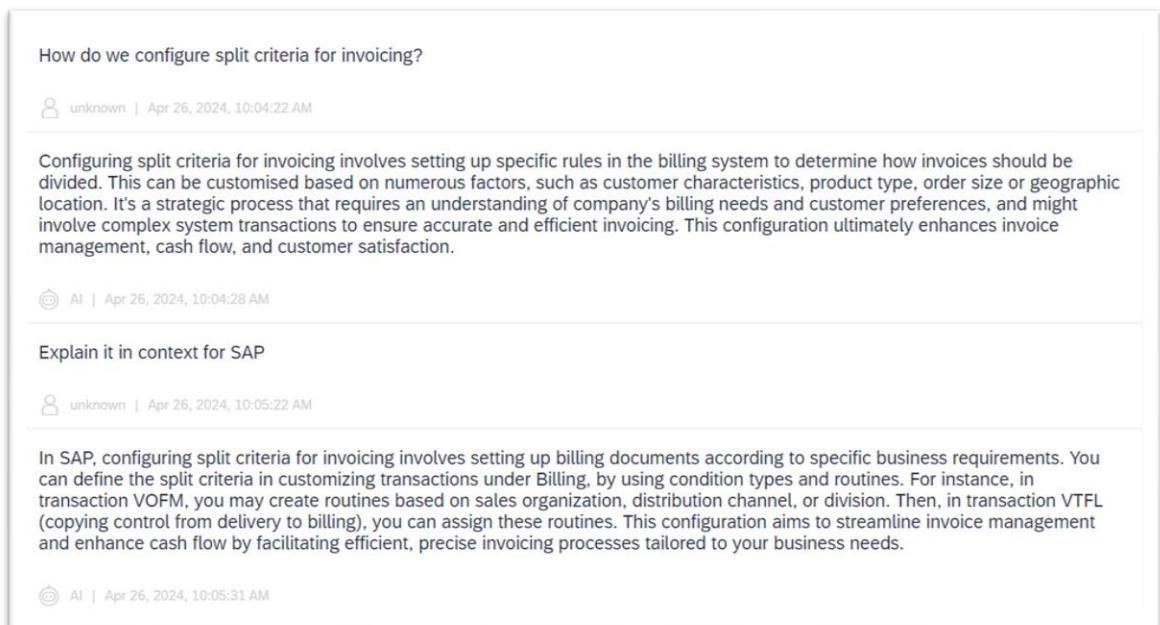 How do we configure split criteria for invoicing?
unknown | Apr 26, 2024, 10:04:22 AM
Configuring split criteria for invoicing involves setting up specific rules in the billing system to determine how invoices should be
divided. This can be customised based on numerous factors, such as customer characteristics, product type, order size or geographic
location. It's a strategic process that requires an understanding of company's billing needs and customer preferences, and might
involve complex system transactions to ensure accurate and efficient invoicing. This configuration ultimately enhances invoice
management, cash flow, and customer satisfaction.
AI | Apr 26, 2024, 10:04:28 AM
Explain it in context for SAP
unknown | Apr 26, 2024, 10:05:22 AM
In SAP, configuring split criteria for invoicing involves setting up billing documents according to specific business requirements. You
can define the split criteria in customizing transactions under Billing, by using condition types and routines. For instance, in
transaction VOFM, you may create routines based on sales organization, distribution channel, or division. Then, in transaction VTFL
(copying control from delivery to billing), you can assign these routines. This configuration aims to streamline invoice management
and enhance cash flow by facilitating efficient, precise invoicing processes tailored to your business needs.
AI | Apr 26, 2024, 10:05:31 AM